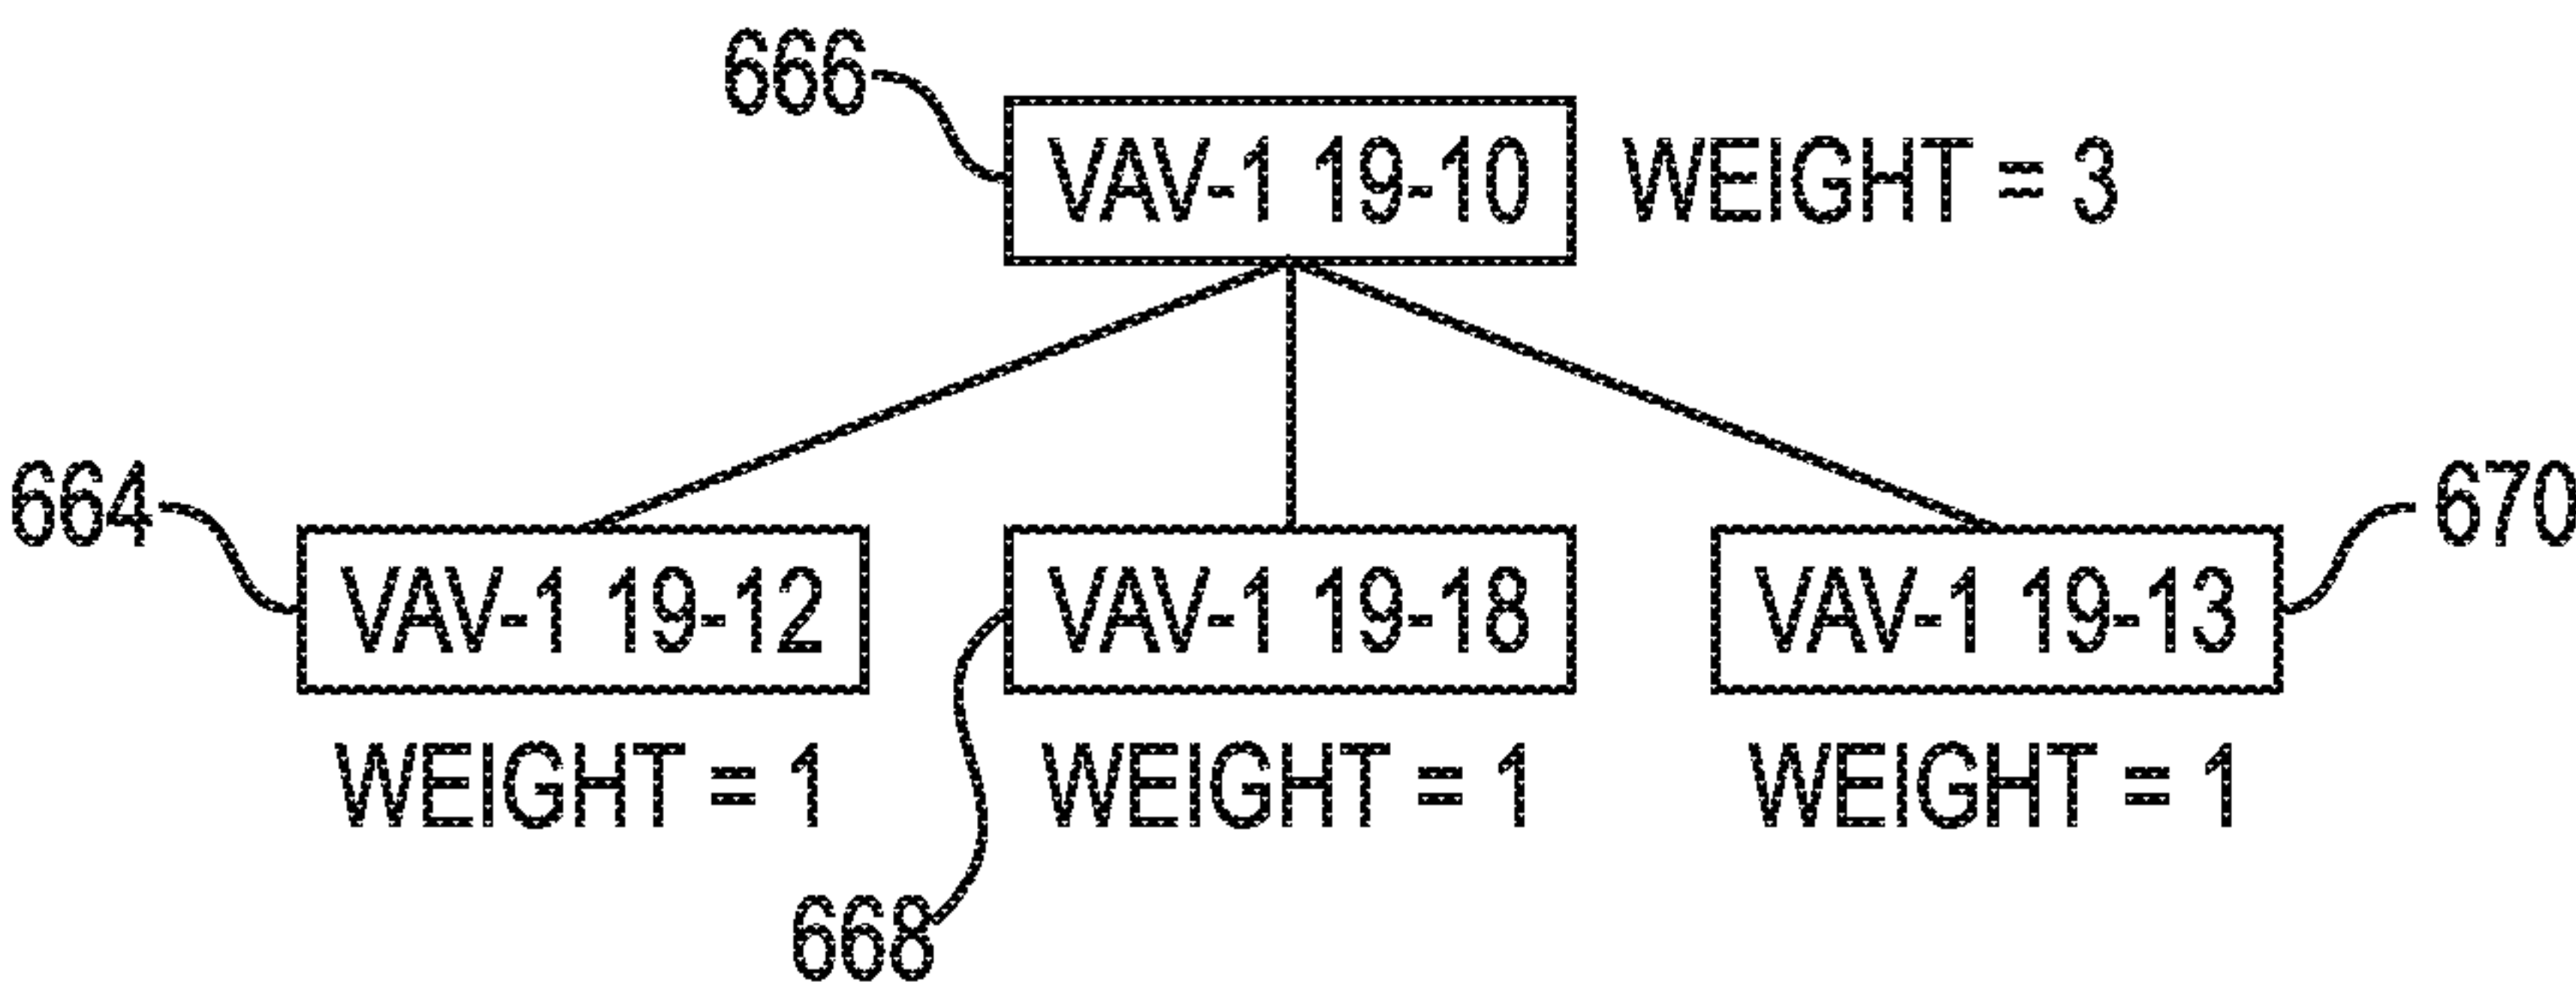 666
VAV-1 19-10 WEIGHT = 3
664
VAV-1 19-12
WEIGHT = 1
VAV-1 19-18
WEIGHT = 1
668
VAV-1 19-13
WEIGHT = 1
670